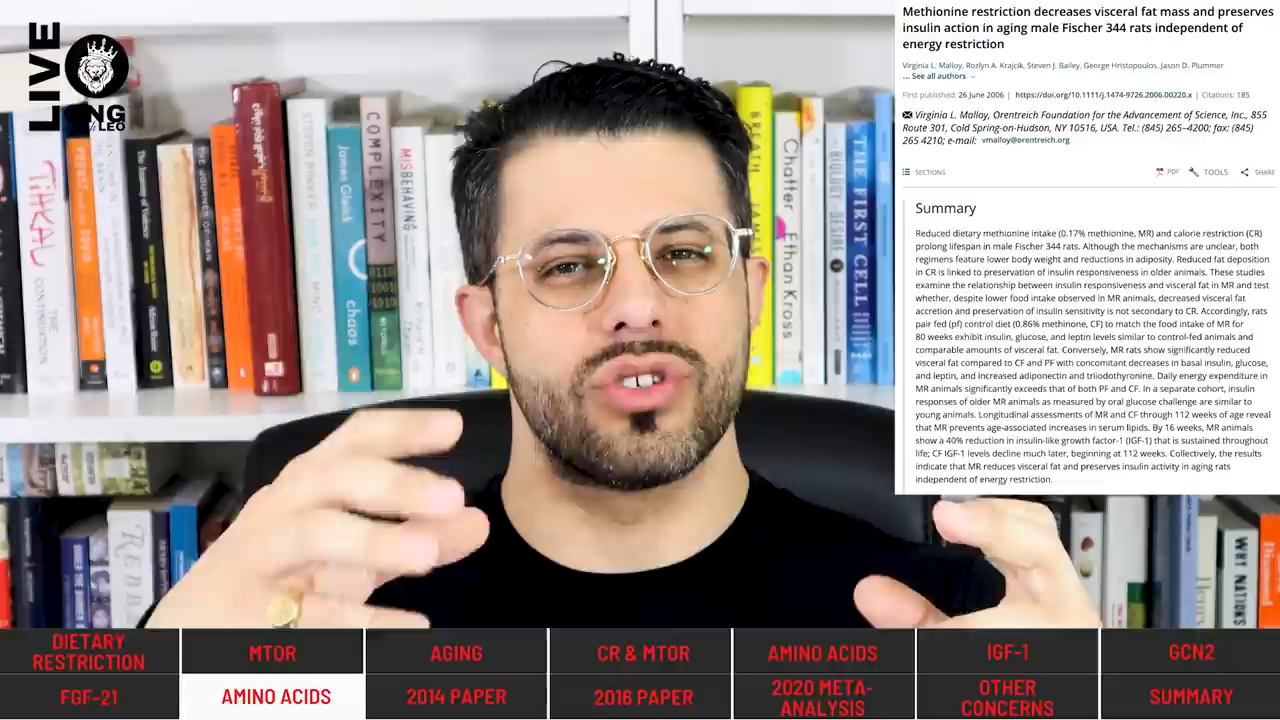 LIVE
LONG
LEO
Methionine restriction decreases visceral fat mass and preserves
insulin action in aging male Fischer 344 rats independent of
energy restriction
Virginia L. Malloy, Rozlyn A. Krajcik, Steven J. Bailey, George Hristopoulos, Jason D. Plummer
... See all authors
First published: 26 June 2006 | https://doi.org/10.1111/j.1474-9726.2006.00220.x | Citations: 185
Virginia L. Malloy, Orentreich Foundation for the Advancement of Science, Inc., 855
Route 301, Cold Spring-on-Hudson, NY 10516, USA. Tel.: (845) 265–4200; fax: (845)
265 4210; e-mail: vmalloy@orentreich.org
SECTIONS PDF TOOLS SHARE
Summary
Reduced dietary methionine intake (0.17% methionine, MR) and calorie restriction (CR)
prolong lifespan in male Fischer 344 rats. Although the mechanisms are unclear, both
regimens feature lower body weight and reductions in adiposity. Reduced fat deposition
in CR is linked to preservation of insulin responsiveness in older animals. These studies
examine the relationship between insulin responsiveness and visceral fat in MR and test
whether, despite lower food intake observed in MR animals, decreased visceral fat
accretion and preservation of insulin sensitivity is not secondary to CR. Accordingly, rats
pair fed (pf) control diet (0.86% methinone, CF) to match the food intake of MR for
80 weeks exhibit insulin, glucose, and leptin levels similar to control-fed animals and
comparable amounts of visceral fat. Conversely, MR rats show significantly reduced
visceral fat compared to CF and PF with concomitant decreases in basal insulin, glucose,
and leptin, and increased adiponectin and triiodothyronine. Daily energy expenditure in
MR animals significantly exceeds that of both PF and CF. In a separate cohort, insulin
responses of older MR animals as measured by oral glucose challenge are similar to
young animals. Longitudinal assessments of MR and CF through 112 weeks of age reveal
that MR prevents age-associated increases in serum lipids. By 16 weeks, MR animals
show a 40% reduction in insulin-like growth factor-1 (IGF-1) that is sustained throughout
life; CF IGF-1 levels decline much later, beginning at 112 weeks. Collectively, the results
indicate that MR reduces visceral fat and preserves insulin activity in aging rats
independent of energy restriction.
TIHKAL
THE CONTINUATION
THE JOURNEY OF MAN
STRONG
MIND
James Gleick
chaos
COMPLEXITY
MISBEHAVING
BREATH JAMES
Chatter Ethan Kross
THE FIRST CELL
WHY NATIONS
DIETARY RESTRICTION
MTOR
AGING
CR & MTOR
AMINO ACIDS
IGF-1
GCN2
FGF-21
AMINO ACIDS
2014 PAPER
2016 PAPER
2020 META-
ANALYSIS
OTHER
CONCERNS
SUMMARY